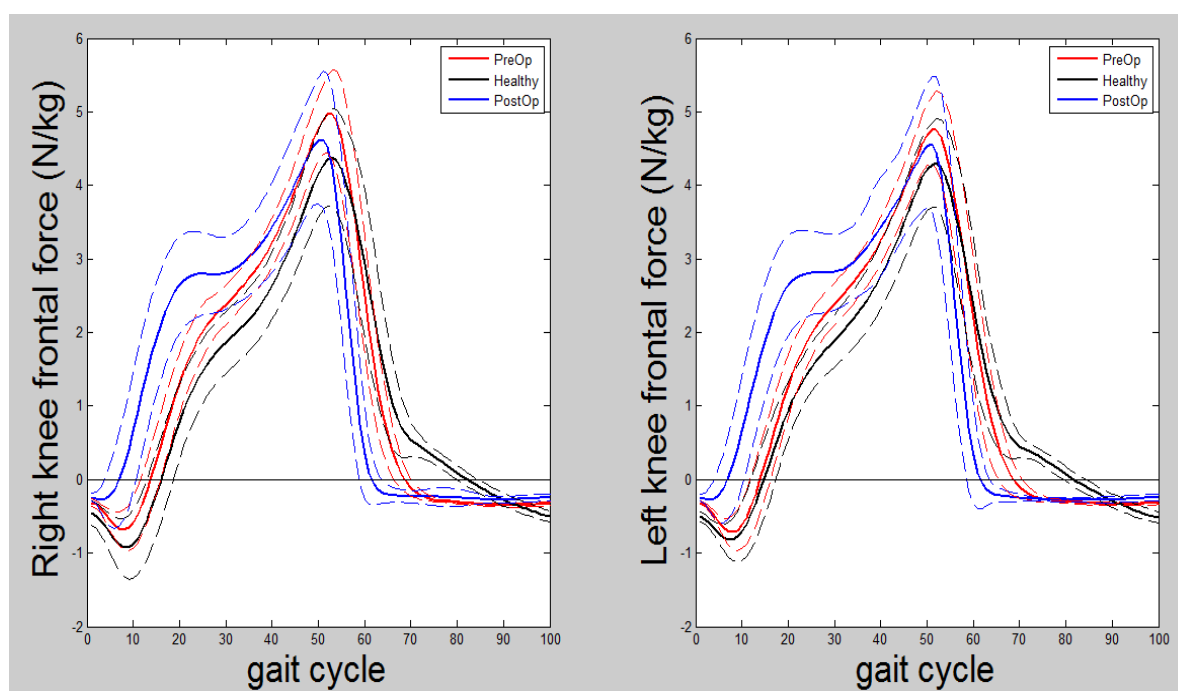 Right knee frontal force (N/kg)
6
5
4
3
2
1
0
-1
-2
0 10 20 30 40 50 60 70 80 90 100
gait cycle
PreOp
Healthy
PostOp
Left knee frontal force (N/kg)
6
5
4
3
2
1
0
-1
-2
0 10 20 30 40 50 60 70 80 90 100
gait cycle
PreOp
Healthy
PostOp